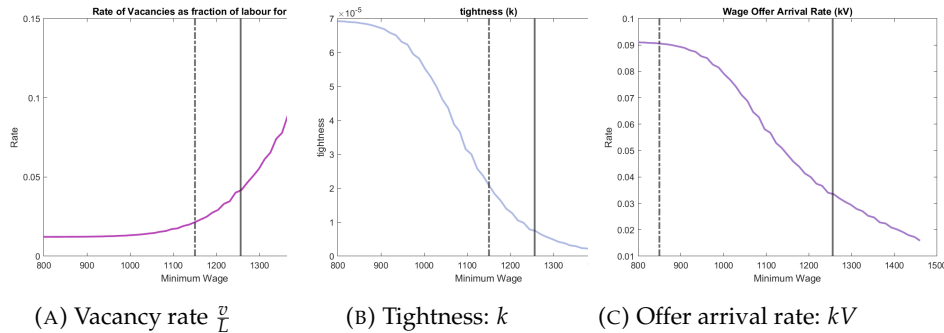 Rate of Vacancies as fraction of labour for
0.15
0.1
0.05
0
Rate
800 900 1000 1100 1200 1300
Minimum Wage
(A) Vacancy rate v/L
×10⁻⁵
tightness (k)
7
6
5
4
3
2
1
0
tightness
800 900 1000 1100 1200 1300
Minimum Wage
(B) Tightness: k
Wage Offer Arrival Rate (kV)
0.1
0.09
0.08
0.07
0.06
0.05
0.04
0.03
0.02
0.01
Rate
800 900 1000 1100 1200 1300 1400 1500
Minimum Wage
(C) Offer arrival rate: kV